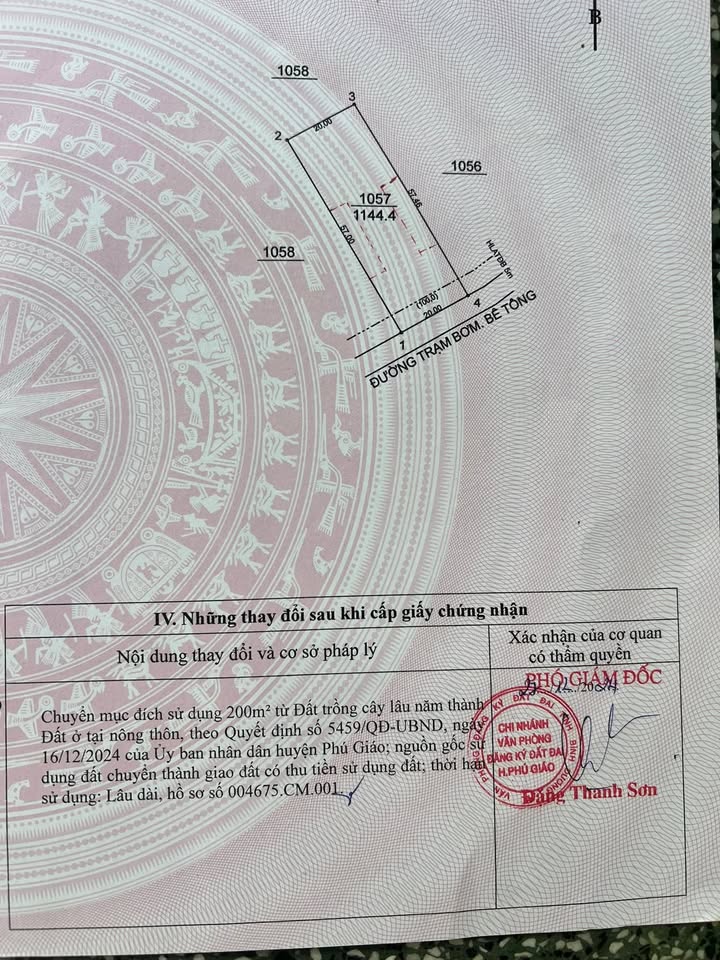 B
1058
3
2
20.00
1056
1057
1144.4
57.46
57.00
1058
HLATĐB 5m
(100.0)
20.00
4
1
ĐƯỜNG TRẠM BƠM. BÊ TÔNG
IV. Những thay đổi sau khi cấp giấy chứng nhận
Nội dung thay đổi và cơ sở pháp lý
Xác nhận của cơ quan
có thẩm quyền
Chuyển mục đích sử dụng 200m² từ Đất trồng cây lâu năm thành
Đất ở tại nông thôn, theo Quyết định số 5459/QĐ-UBND, ngày
16/12/2024 của Ủy ban nhân dân huyện Phú Giáo; nguồn gốc sử
dụng đất chuyển thành giao đất có thu tiền sử dụng đất; thời hạn
sử dụng: Lâu dài, hồ sơ số 004675.CM.001
PHÓ GIÁM ĐỐC
CHI NHÁNH
VĂN PHÒNG
ĐĂNG KÝ ĐẤT ĐAI
H.PHÚ GIÁO
Đặng Thanh Sơn